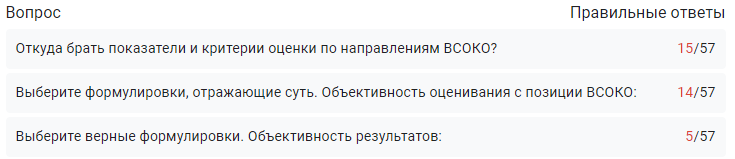 Вопрос Правильные ответы
Откуда брать показатели и критерии оценки по направлениям ВСОКО? 15/57
Выберите формулировки, отражающие суть. Объективность оценивания с позиции ВСОКО: 14/57
Выберите верные формулировки. Объективность результатов: 5/57